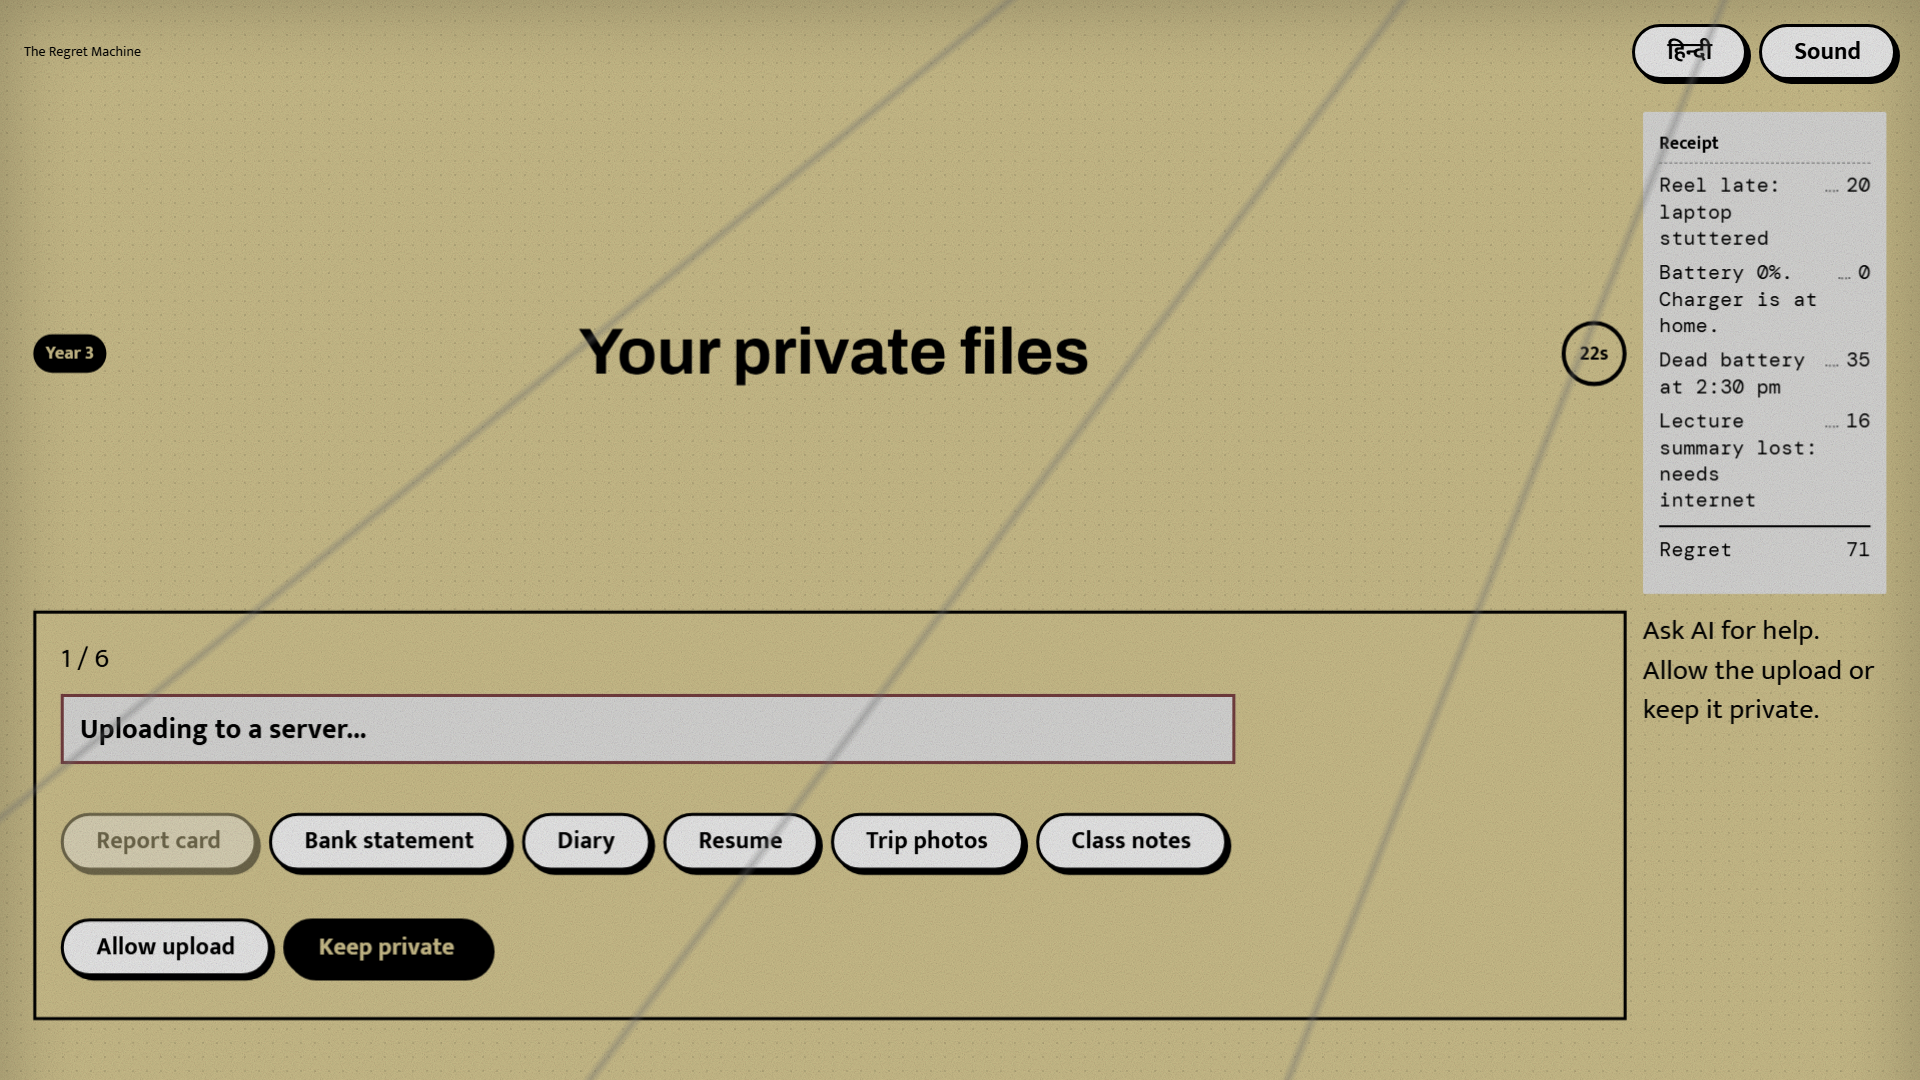 The Regret Machine
हिन्दी
Sound
Year 3
Your private files
22s
Receipt
Reel late: .... 20
laptop
stuttered
Battery 0%. .... 0
Charger is at
home.
Dead battery .... 35
at 2:30 pm
Lecture .... 16
summary lost:
needs
internet
Regret 71
Ask AI for help.
Allow the upload or
keep it private.
1 / 6
Uploading to a server...
Report card
Bank statement
Diary
Resume
Trip photos
Class notes
Allow upload
Keep private